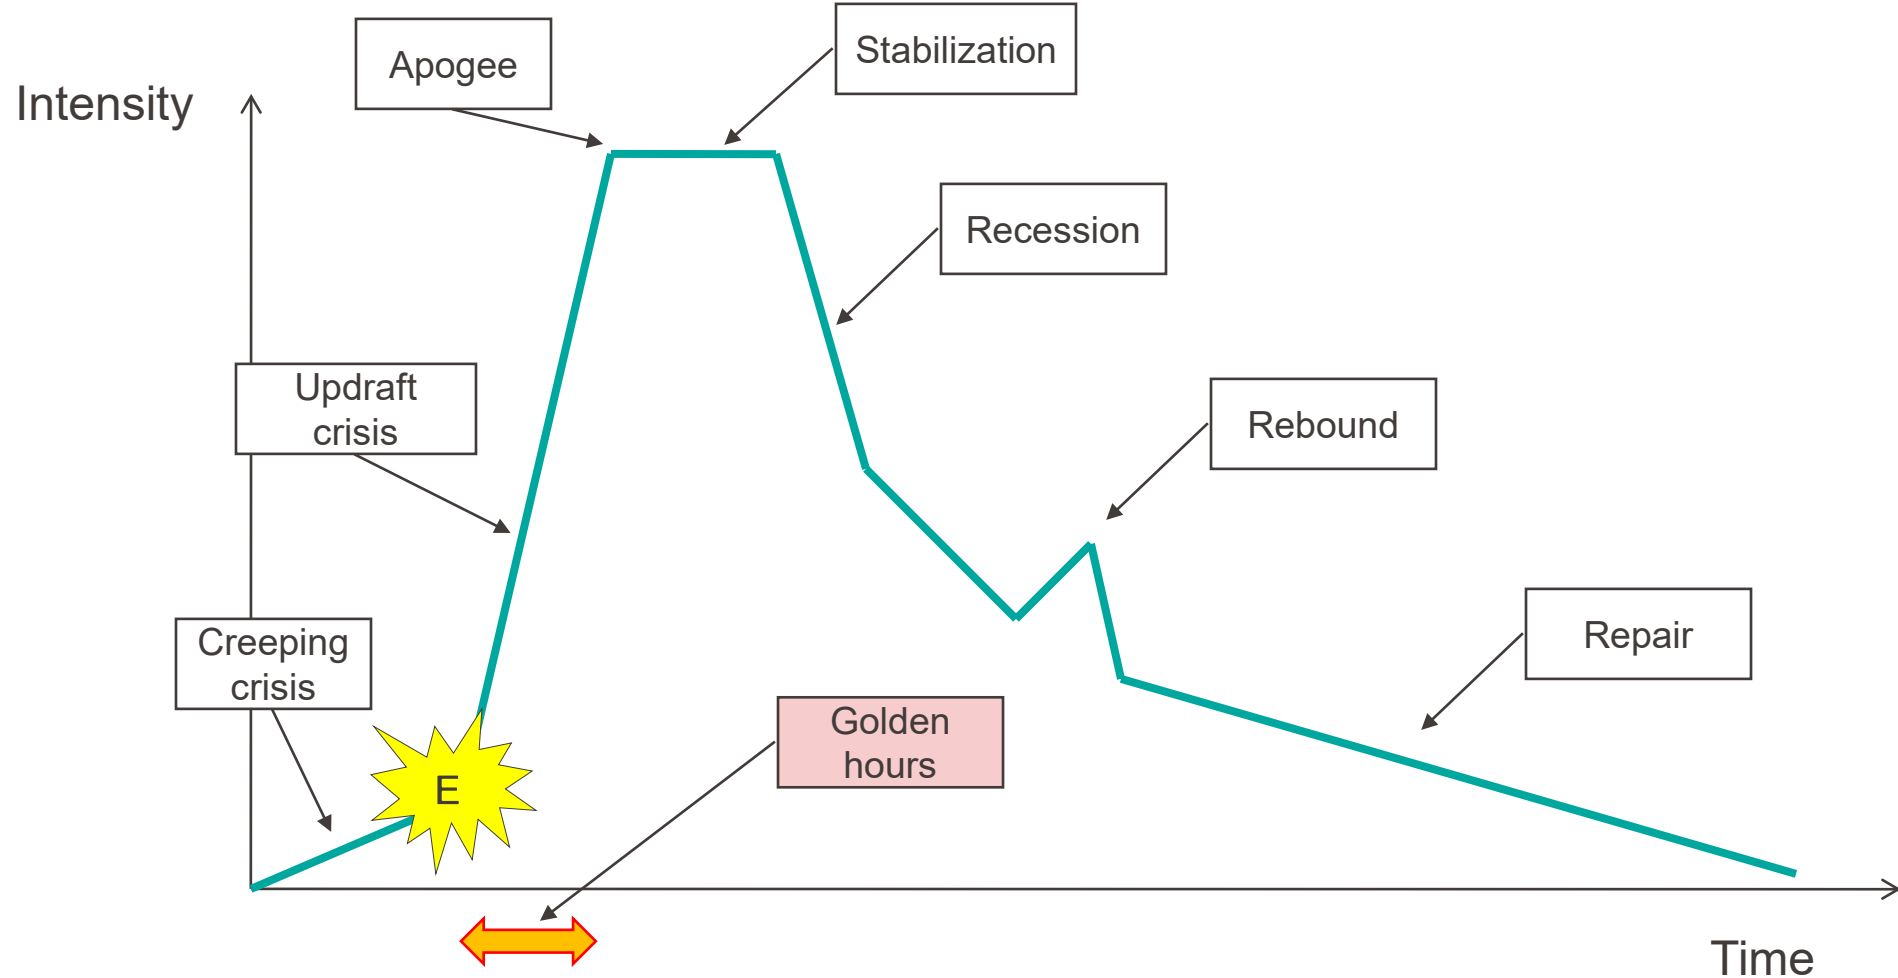 Apogee
Stabilization
Intensity
Recession
Updraft
crisis
Rebound
Creeping
crisis
Repair
Golden
hours
E
Time